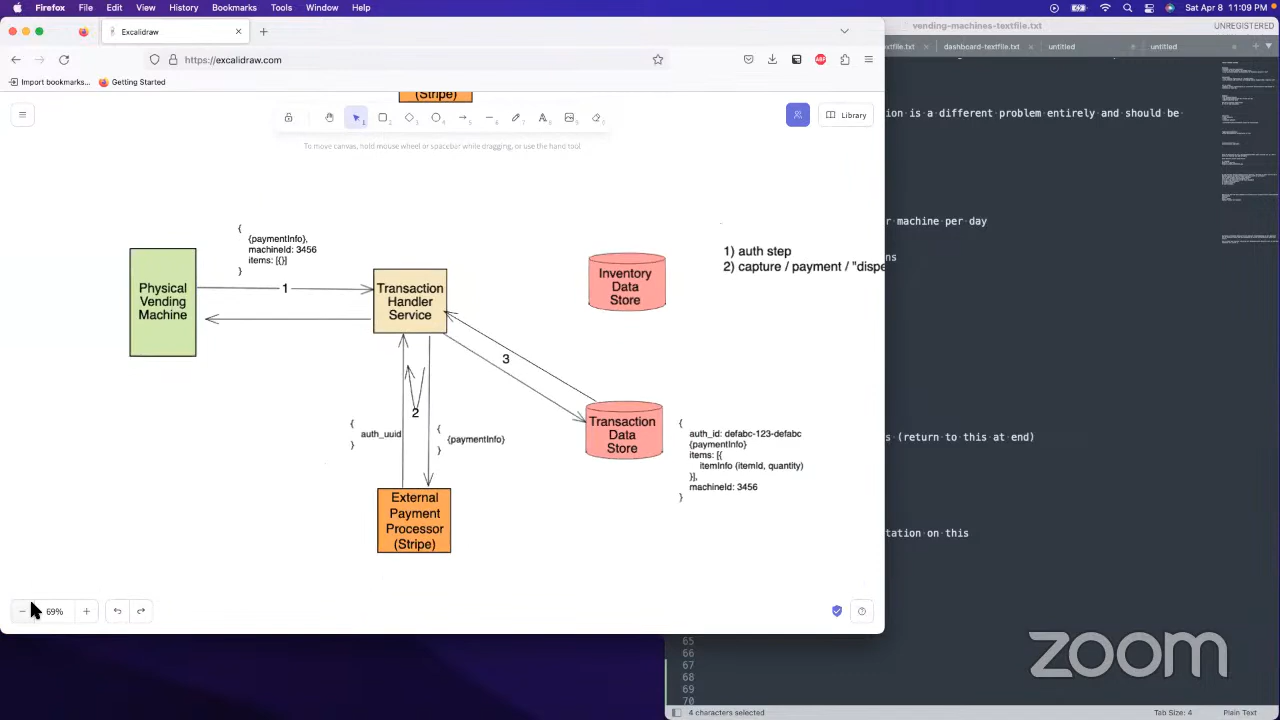 Firefox File Edit View History Bookmarks Tools Window Help
Sat Apr 8 11:09 PM
Excalidraw
vending-machines-textfile.txt
UNREGISTERED
extfile.txt
dashboard-textfile.txt
untitled
untitled
https://excalidraw.com
ABP
Import bookmarks...
Getting Started
(Stripe)
Library
To move canvas, hold mouse wheel or spacebar while dragging, or use the hand tool
tion is a different problem entirely and should be
r machine per day
ns
s (return to this at end)
tation on this
{
{paymentInfo},
machineId: 3456
items: [{}]
}
1) auth step
2) capture / payment / "dispe
Physical
Vending
Machine
1
Transaction
Handler
Service
Inventory
Data
Store
3
2
{
auth_uuid
}
{
{paymentInfo}
}
Transaction
Data
Store
{
auth_id: defabc-123-defabc
{paymentInfo}
items: [{
itemInfo (itemId, quantity)
}],
machineId: 3456
}
External
Payment
Processor
(Stripe)
69%
65
66
67
68
69
70
zoom
4 characters selected
Tab Size: 4
Plain Text